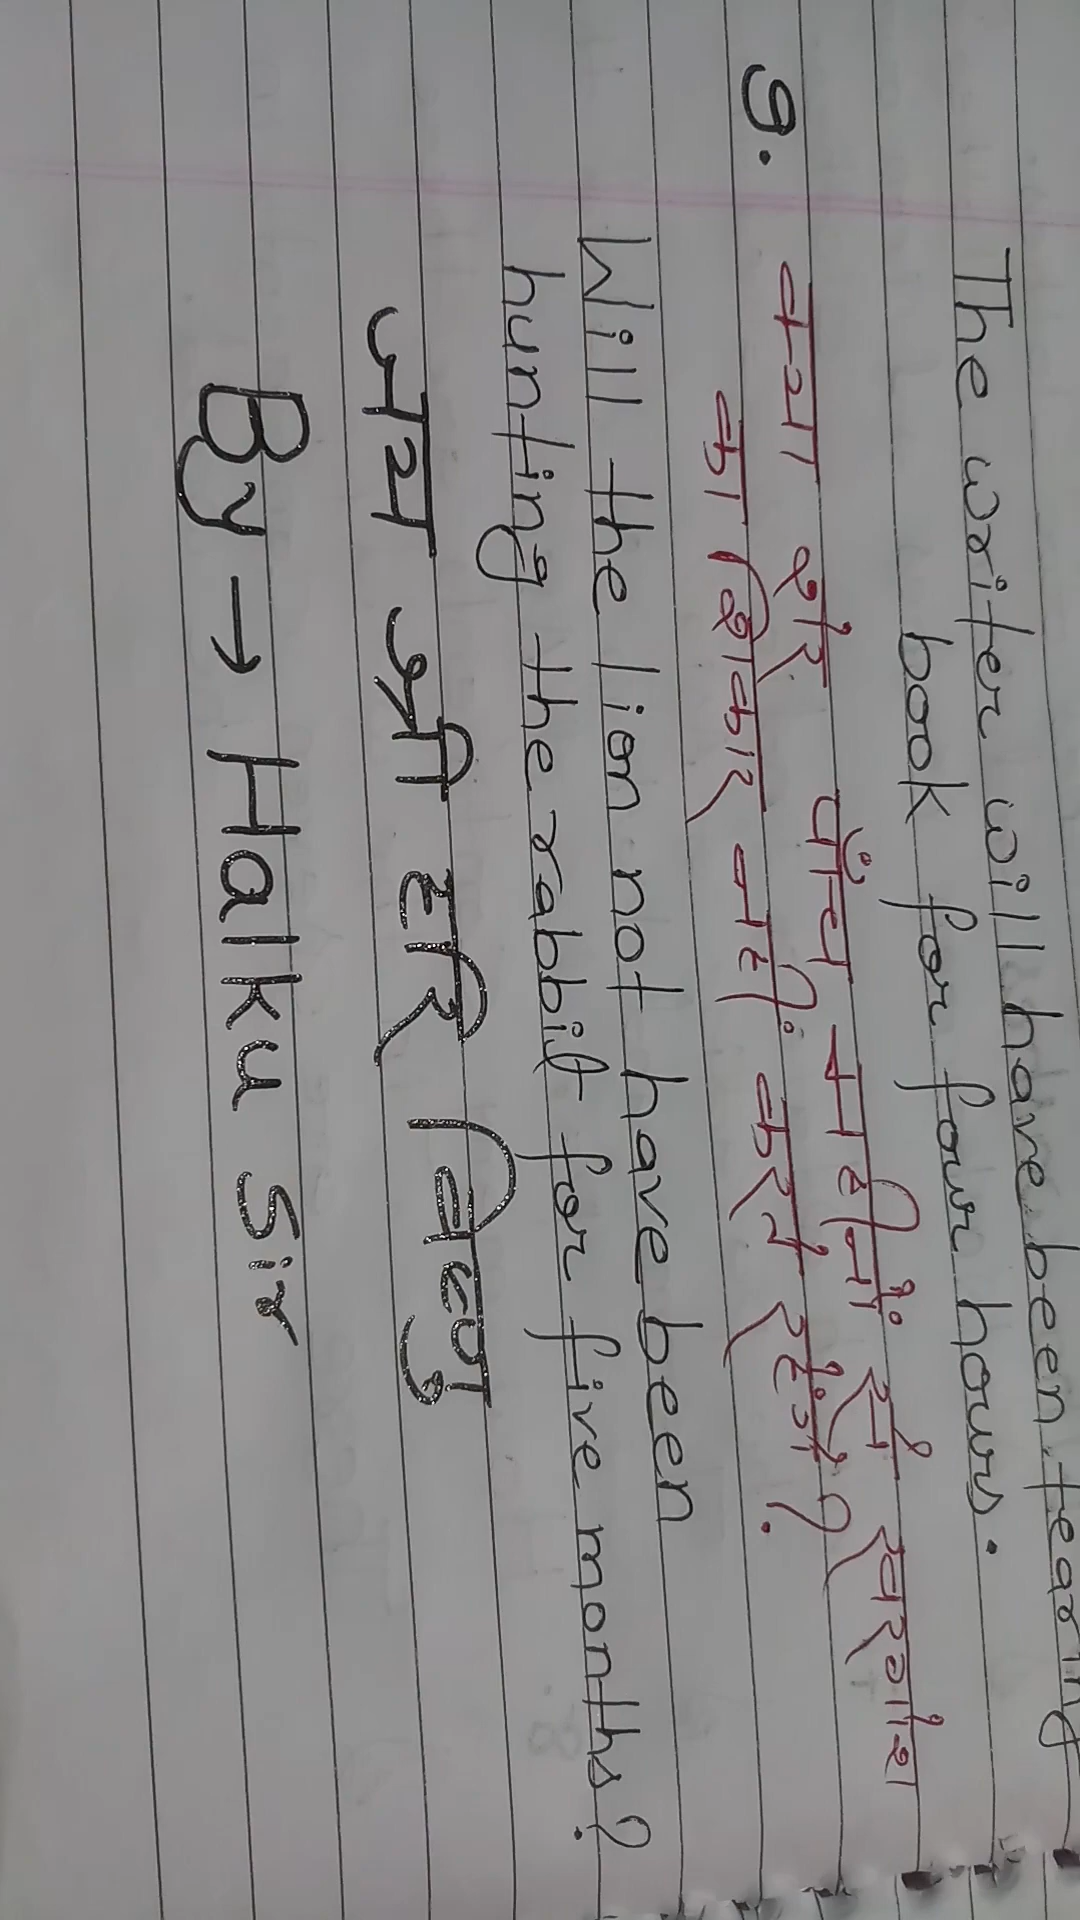 The writer will have been tearing
book for four hours.
9. क्या शेर पाँच महीनों से खरगोश
का शिकार नहीं करते रहेंगे?
Will the lion not have been
hunting the rabbit for five months?
जय श्री हरि विष्णु
By → Halku Sir